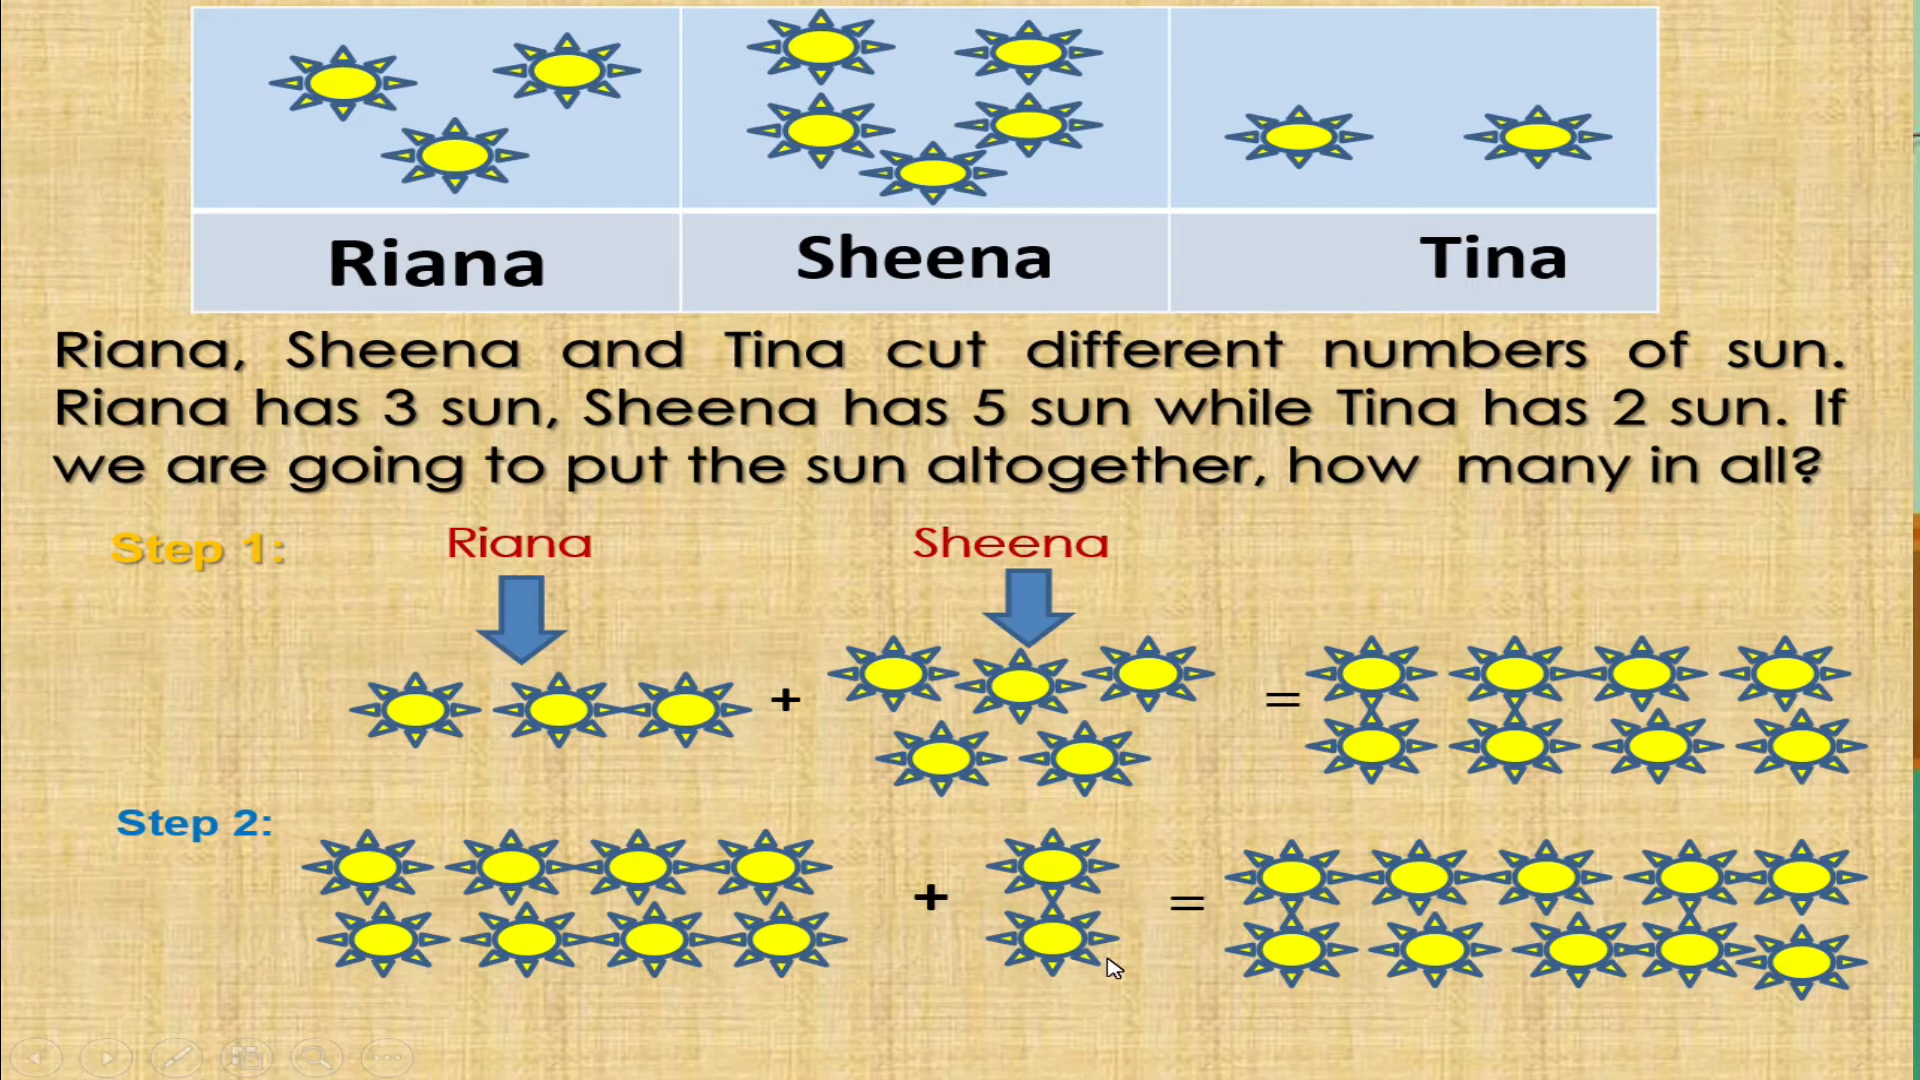 Riana Sheena Tina
Riana, Sheena and Tina cut different numbers of sun.
Riana has 3 sun, Sheena has 5 sun while Tina has 2 sun. If
we are going to put the sun altogether, how many in all?
Step 1: Riana Sheena
+ =
Step 2:
+ =